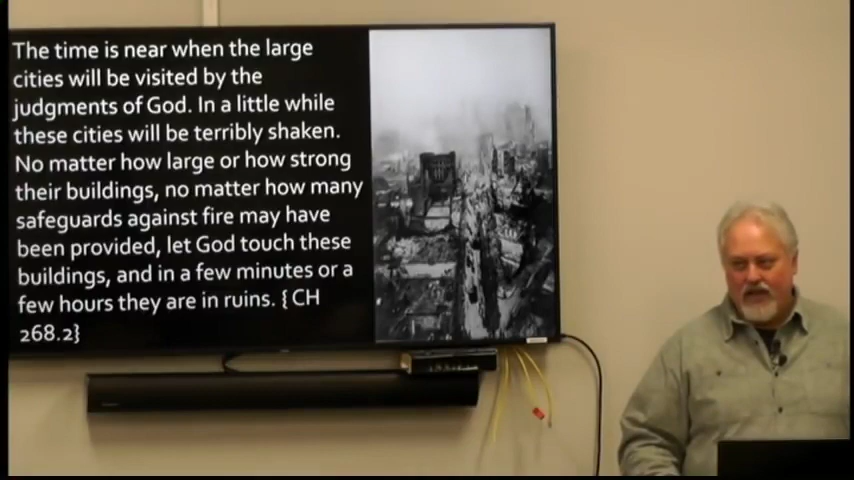 The time is near when the large
cities will be visited by the
judgments of God. In a little while
these cities will be terribly shaken.
No matter how large or how strong
their buildings, no matter how many
safeguards against fire may have
been provided, let God touch these
buildings, and in a few minutes or a
few hours they are in ruins. {CH
268.2}